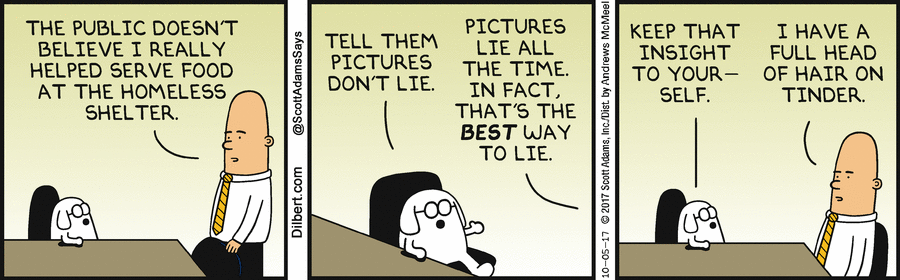 THE PUBLIC DOESN'T
BELIEVE I REALLY
HELPED SERVE FOOD
AT THE HOMELESS
SHELTER.
Dilbert.com @ScottAdamsSays
TELL THEM
PICTURES
DON'T LIE.
PICTURES
LIE ALL
THE TIME.
IN FACT,
THAT'S THE
BEST WAY
TO LIE.
10-05-17 © 2017 Scott Adams, Inc./Dist. by Andrews McMeel
KEEP THAT
INSIGHT
TO YOUR-
SELF.
I HAVE A
FULL HEAD
OF HAIR ON
TINDER.